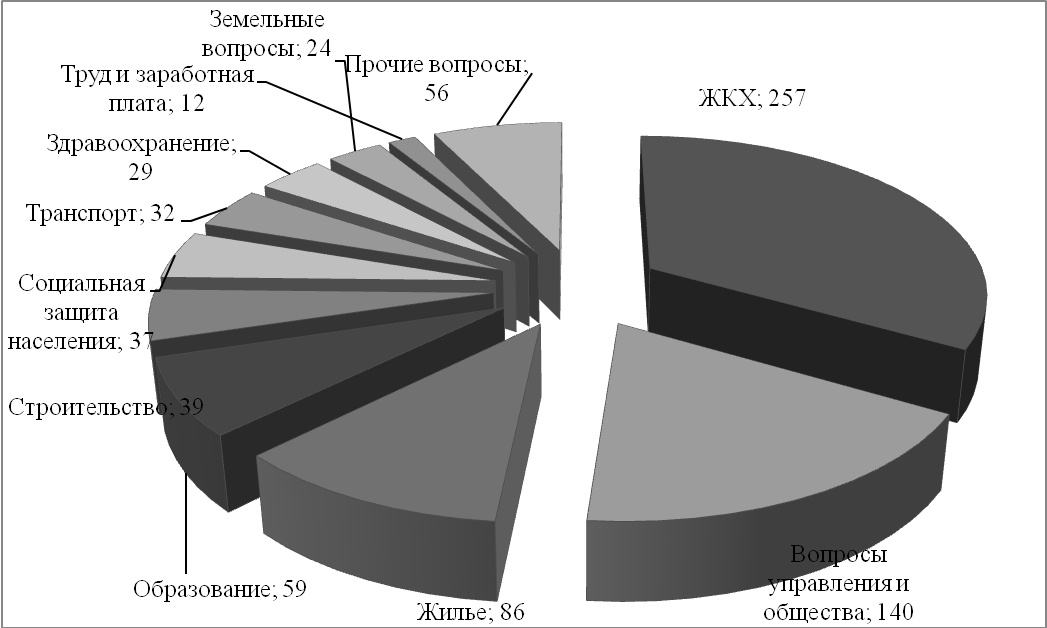 Земельные
вопросы; 24
Прочие вопросы;
56
Труд и заработная
плата; 12
ЖКХ; 257
Здравоохранение;
29
Транспорт; 32
Социальная
защита
населения; 37
Строительство; 39
Образование; 59
Жилье; 86
Вопросы
управления и
общества; 140